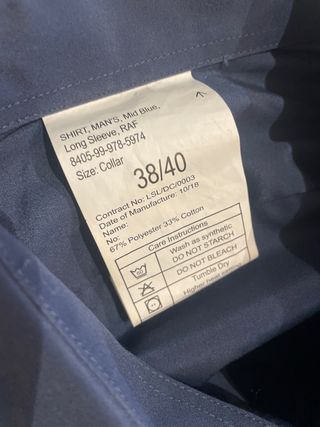 SHIRT, MAN'S, Mid Blue,
Long Sleeve, RAF
8405-99-978-5974
Size: Collar
38/40
Contract No: LSL/DC/0003
Date of Manufacture: 10/18
Name:
No:
67% Polyester 33% Cotton
Care Instructions
Wash as synthetic
DO NOT STARCH
DO NOT BLEACH
Tumble Dry
Higher heat